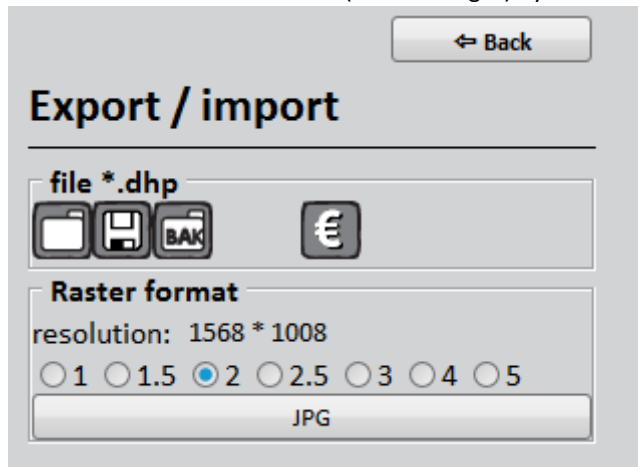 ⇦ Back
Export / import
file *.dhp
BAK €
Raster format
resolution: 1568 * 1008
1 1.5 2 2.5 3 4 5
JPG